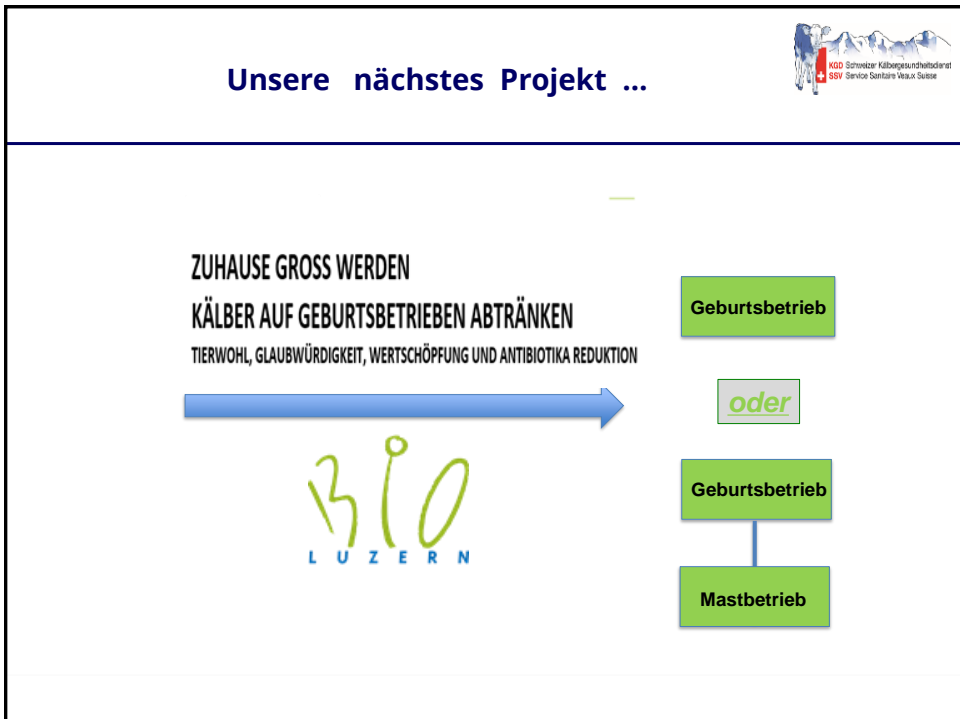 Unsere nächstes Projekt ...
KGD Schweizer Kälbergesundheitsdienst
SSV Service Sanitaire Veaux Suisse
ZUHAUSE GROSS WERDEN
KÄLBER AUF GEBURTSBETRIEBEN ABTRÄNKEN
TIERWOHL, GLAUBWÜRDIGKEIT, WERTSCHÖPFUNG UND ANTIBIOTIKA REDUKTION
BIO
LUZERN
Geburtsbetrieb
oder
Geburtsbetrieb
Mastbetrieb